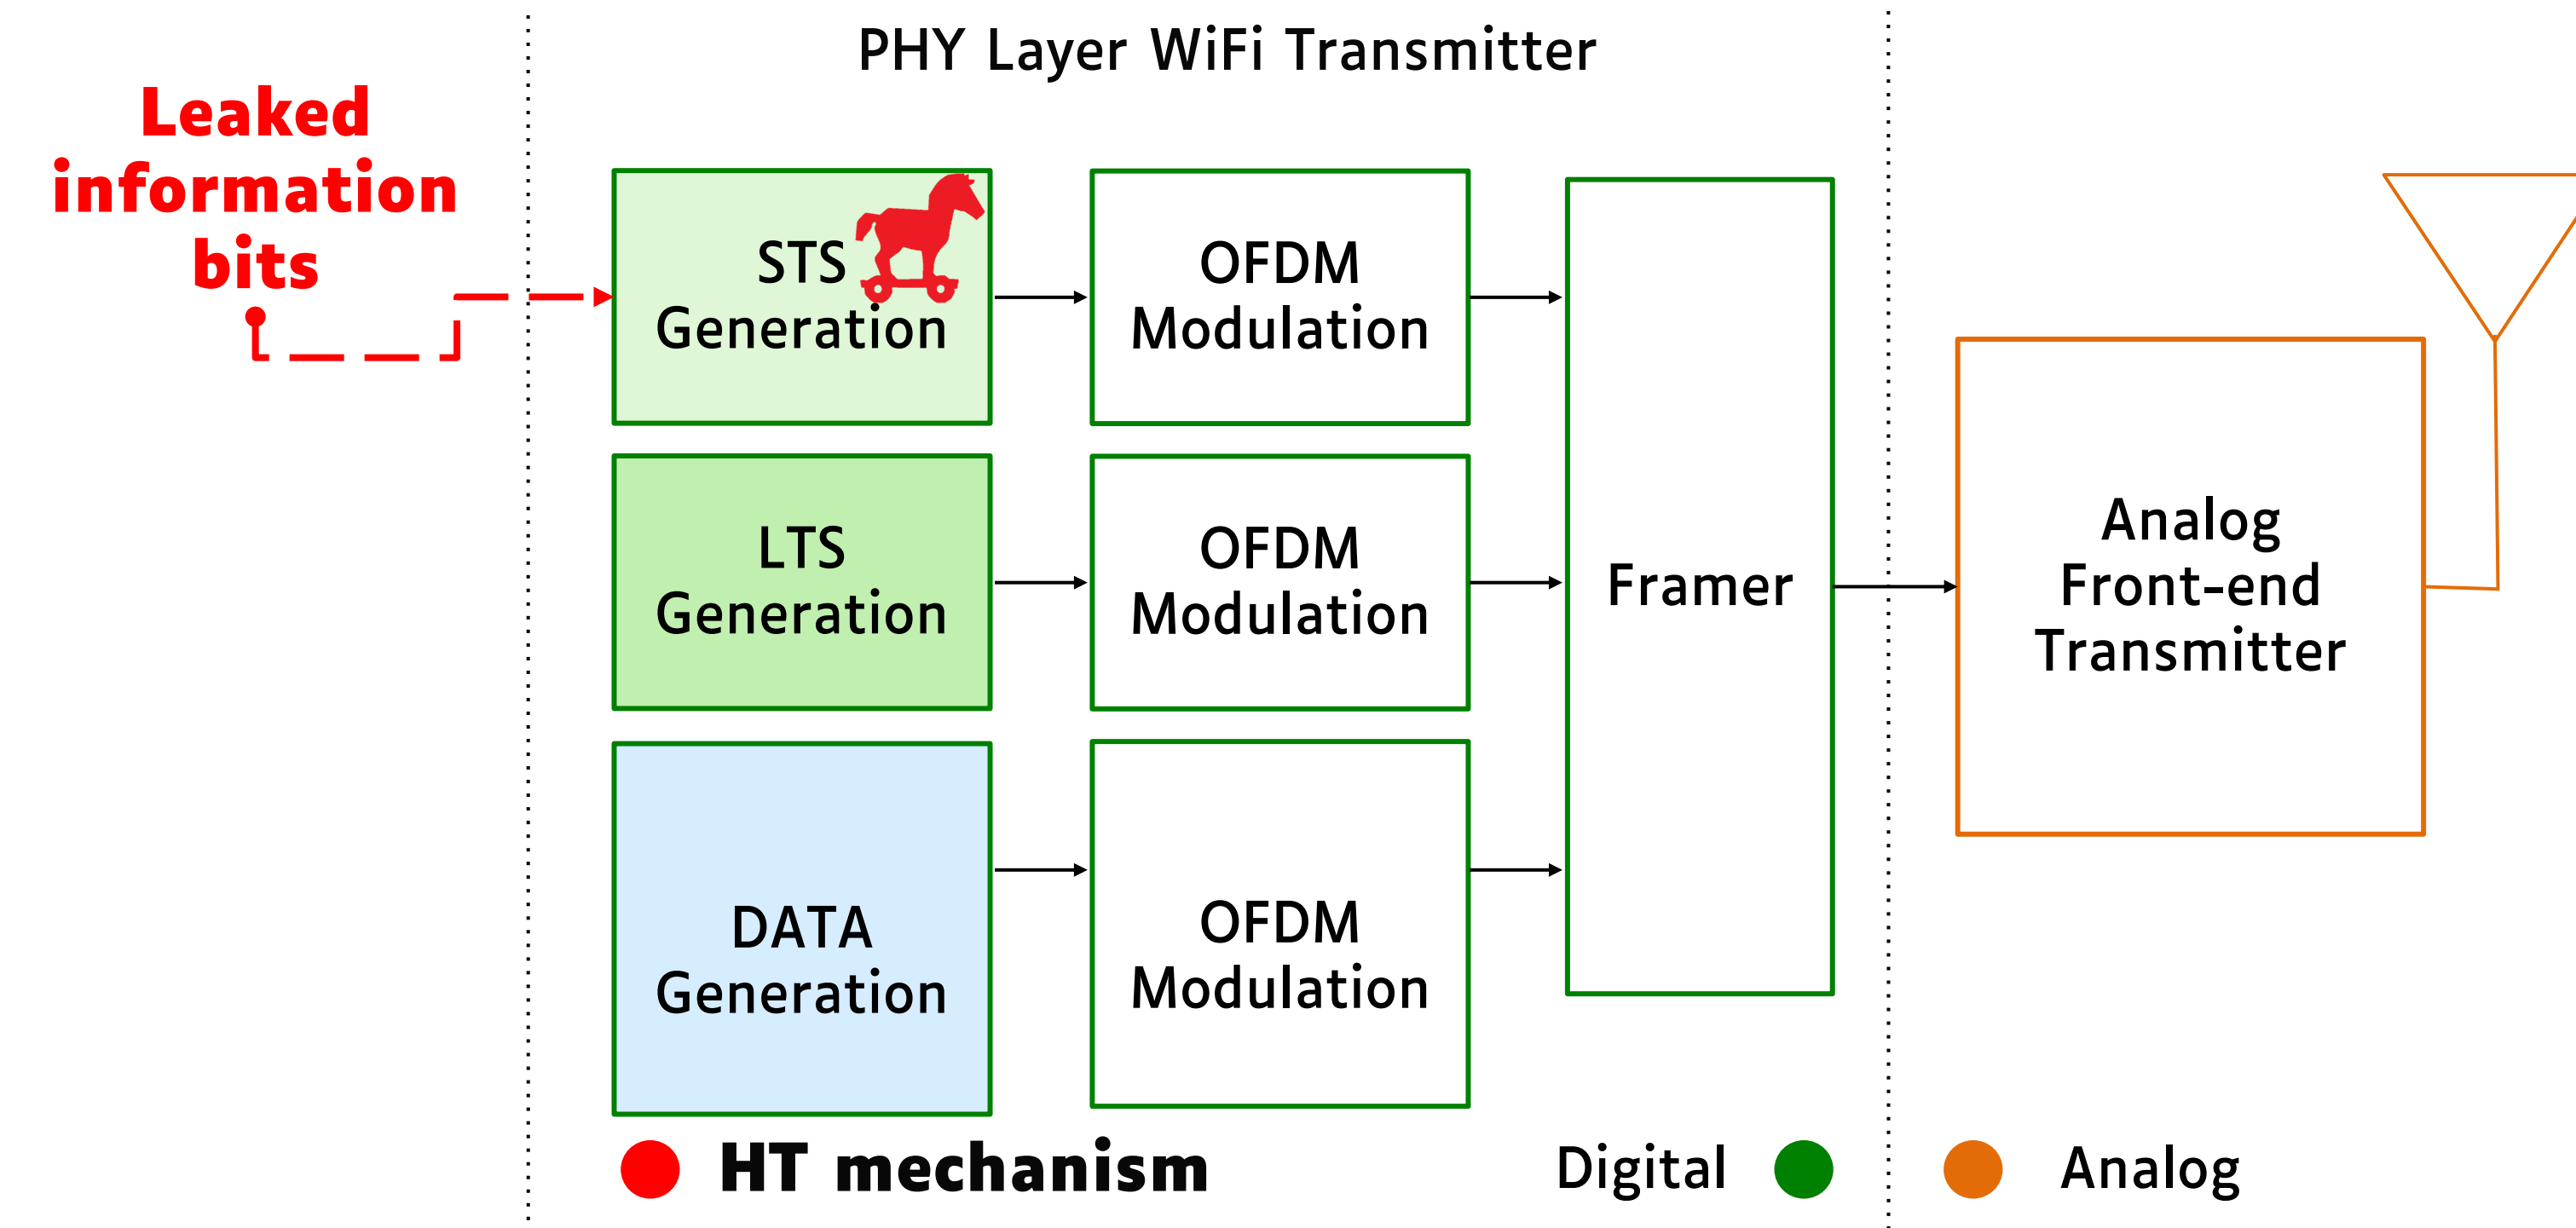 PHY Layer WiFi Transmitter
Leaked
information
bits
STS
Generation
OFDM
Modulation
LTS
Generation
OFDM
Modulation
DATA
Generation
OFDM
Modulation
Framer
Analog
Front-end
Transmitter
HT mechanism
Digital
Analog